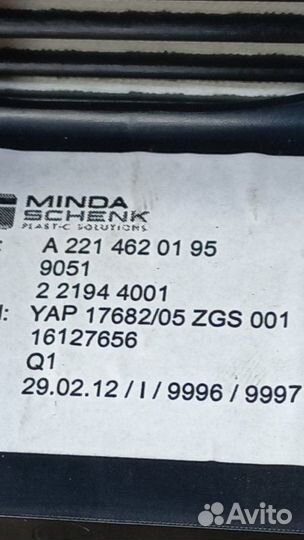 MINDA
SCHENK
PLASTIC SOLUTIONS
: A 221 462 01 95
9051
2 2194 4001
l: YAP 17682/05 ZGS 001
16127656
Q1
29.02.12 / I / 9996 / 9997
Avito